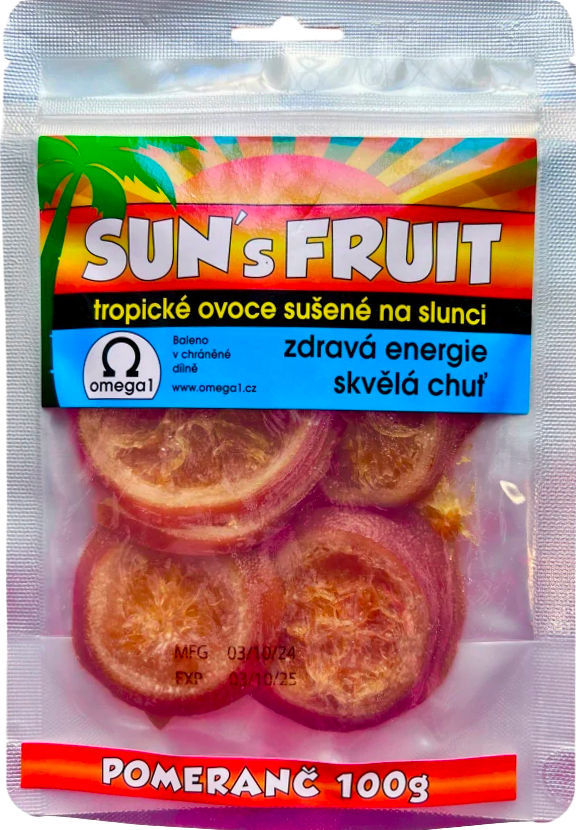 SUN´s FRUIT
tropické ovoce sušené na slunci
zdravá energie
skvělá chuť
Baleno
v chráněné
dílně
www.omega1.cz
Ω
omega1
MFG 03/10/24
EXP 03/10/25
POMERANČ 100g